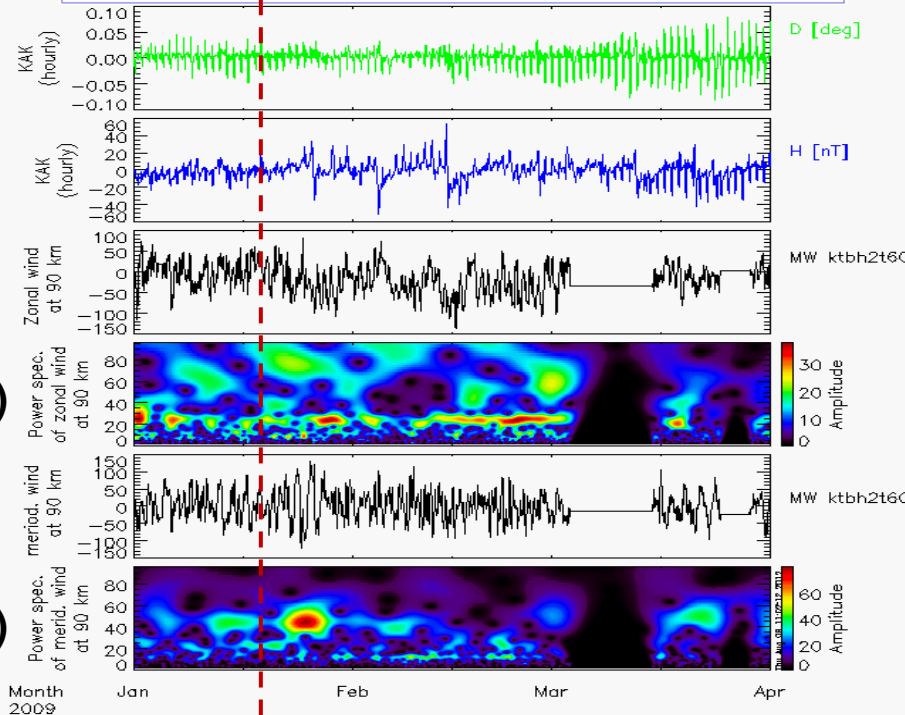 KAK
(hourly)
0.10
0.05
0.00
−0.05
−0.10
D [deg]
KAK
(hourly)
60
40
20
0
−20
−40
−60
H [nT]
Zonal wind
at 90 km
100
50
0
−50
−100
−150
MW ktbh2t60
Power spec.
of zonal wind
at 90 km
80
60
40
20
0
30
20
10
0
Amplitude
merid. wind
at 90 km
150
100
50
0
−50
−100
−150
MW ktbh2t60
Power spec.
of merid. wind
at 90 km
80
60
40
20
0
60
40
20
0
Amplitude
Month
2009
Jan
Feb
Mar
Apr